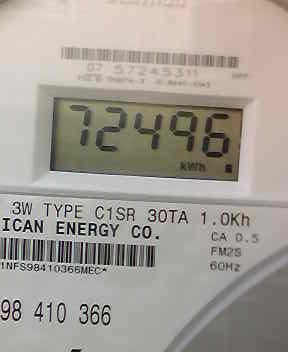 07 57245311
72496
kWh
3W TYPE C1SR 30TA 1.0Kh
ICAN ENERGY CO.
CA 0.5
FM2S
1NFS98410366MEC*
60Hz
98 410 366